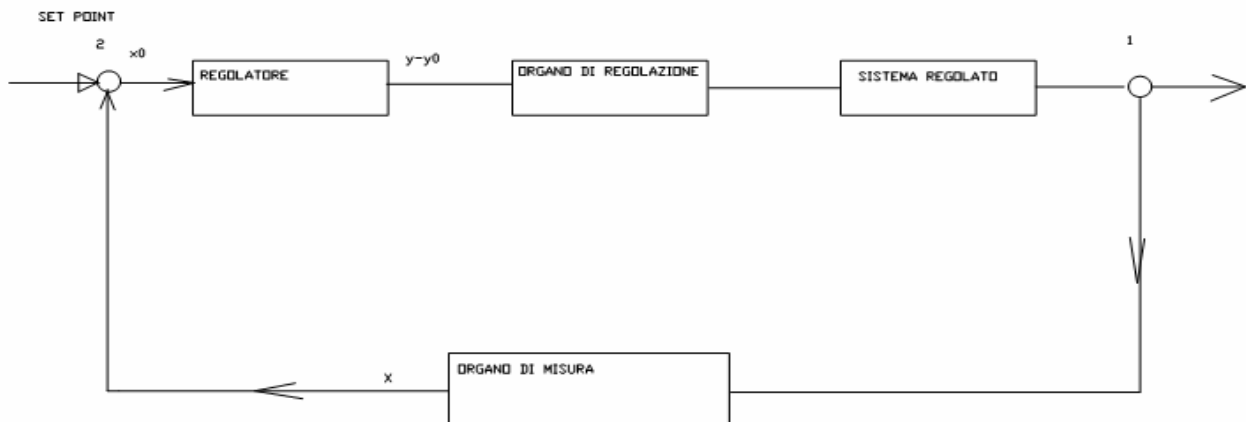 SET POINT
2
x0
REGOLATORE
y-y0
ORGANO DI REGOLAZIONE
SISTEMA REGOLATO
1
X
ORGANO DI MISURA